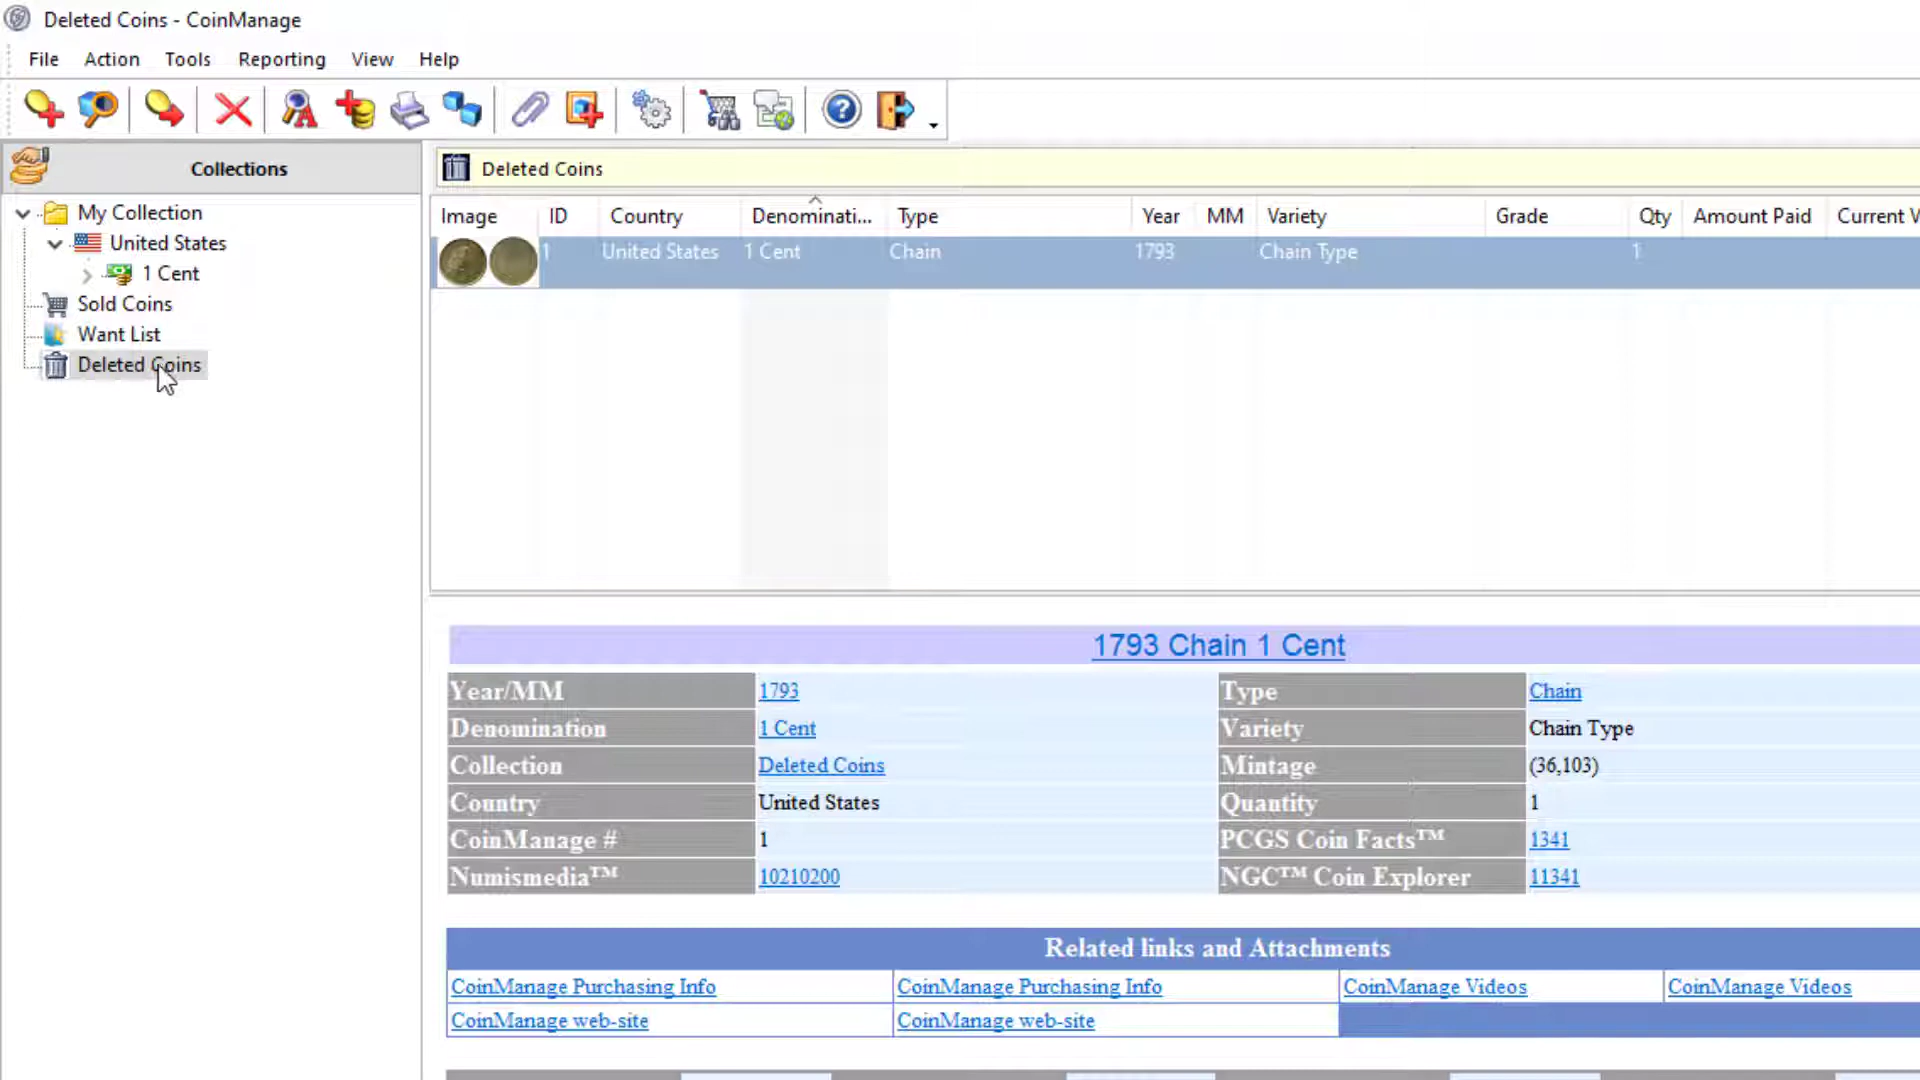 Deleted Coins - CoinManage
File Action Tools Reporting View Help
Collections
Deleted Coins
My Collection
United States
1 Cent
Sold Coins
Want List
Deleted Coins
Image ID Country Denominati... Type Year MM Variety Grade Qty Amount Paid Current V
1 United States 1 Cent Chain 1793 Chain Type 1
1793 Chain 1 Cent
Year/MM 1793 Type Chain
Denomination 1 Cent Variety Chain Type
Collection Deleted Coins Mintage (36,103)
Country United States Quantity 1
CoinManage # 1 PCGS Coin Facts™ 1341
Numismedia™ 10210200 NGC™ Coin Explorer 11341
Related links and Attachments
CoinManage Purchasing Info CoinManage Purchasing Info CoinManage Videos CoinManage Videos
CoinManage web-site CoinManage web-site